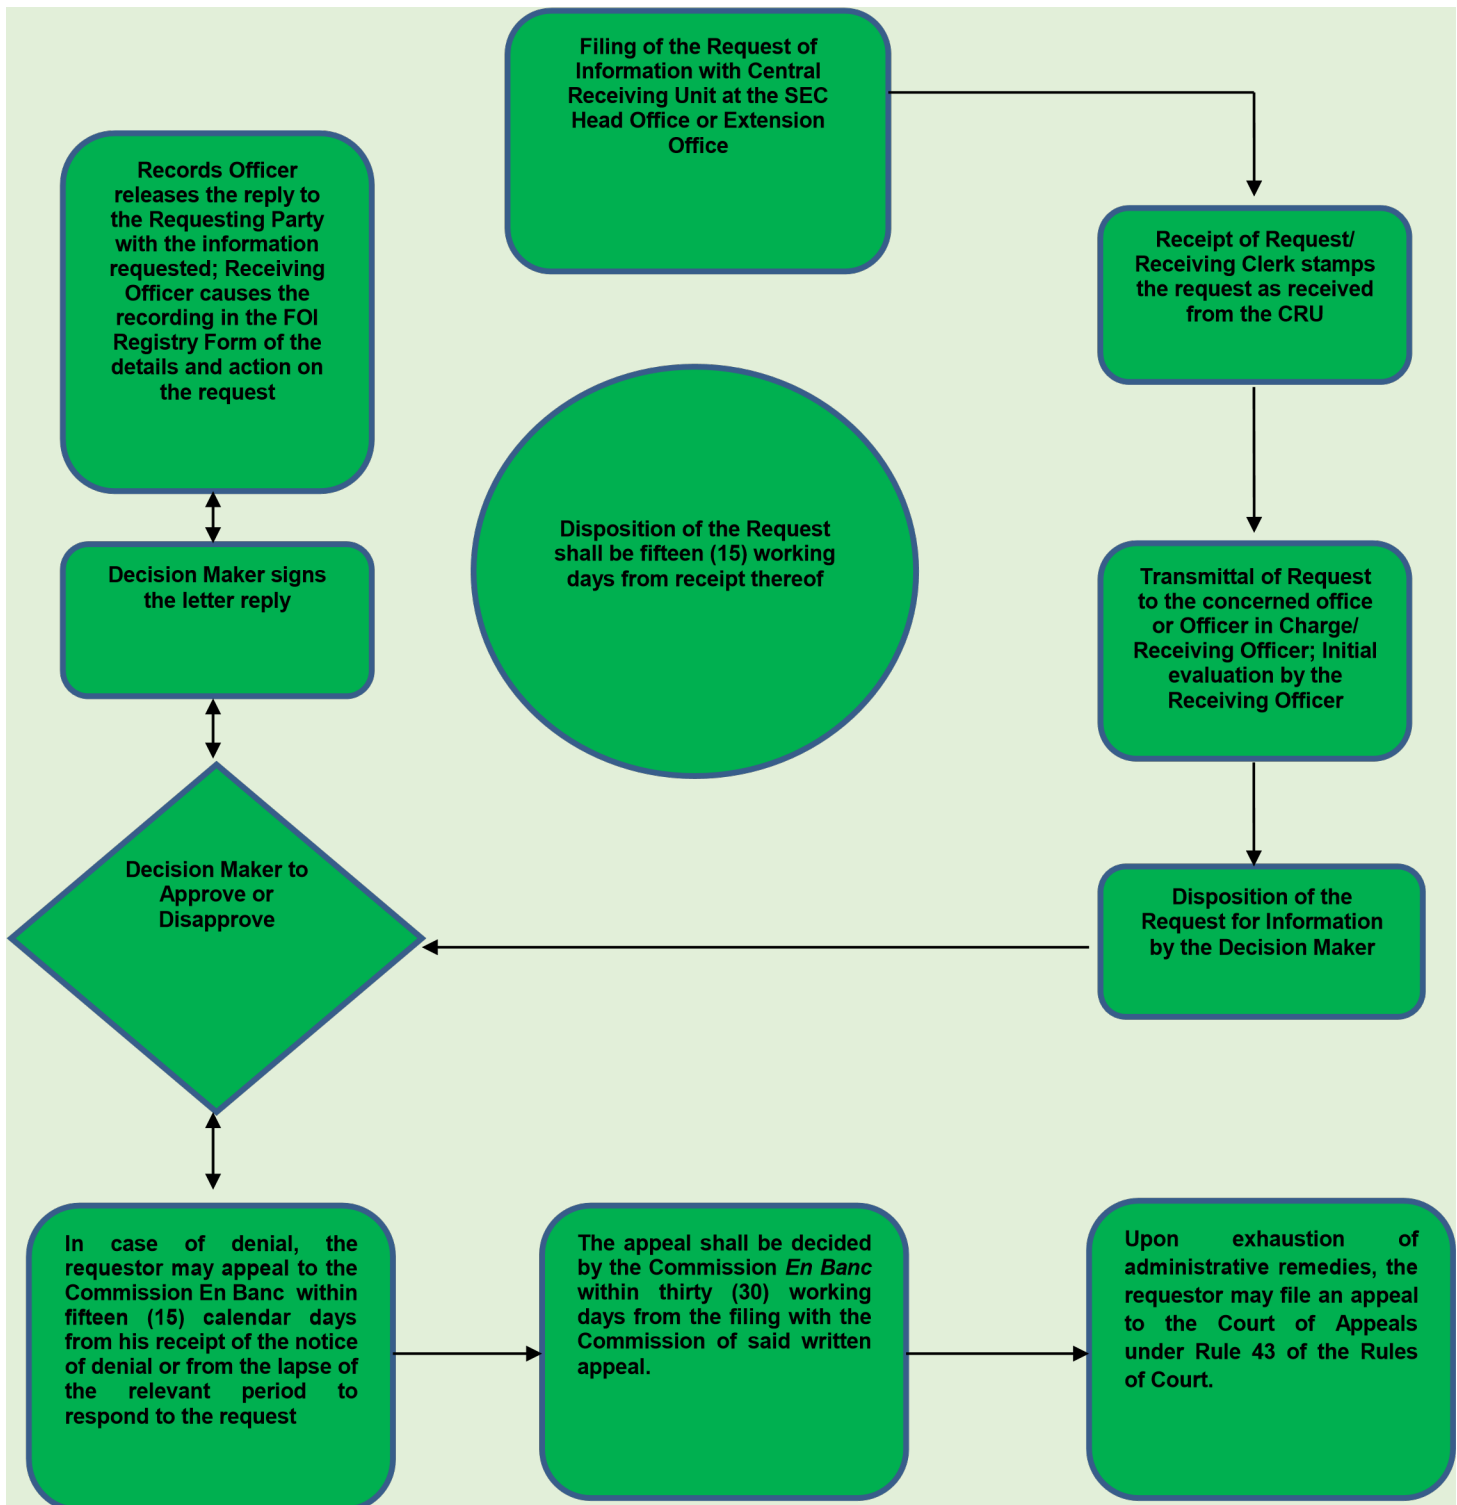 Filing of the Request of
Information with Central
Receiving Unit at the SEC
Head Office or Extension
Office
Records Officer
releases the reply to
the Requesting Party
with the information
requested; Receiving
Officer causes the
recording in the FOI
Registry Form of the
details and action on
the request
Receipt of Request/
Receiving Clerk stamps
the request as received
from the CRU
Disposition of the Request
shall be fifteen (15) working
days from receipt thereof
Decision Maker signs
the letter reply
Transmittal of Request
to the concerned office
or Officer in Charge/
Receiving Officer; Initial
evaluation by the
Receiving Officer
Decision Maker to
Approve or
Disapprove
Disposition of the
Request for Information
by the Decision Maker
In case of denial, the
requestor may appeal to the
Commission En Banc within
fifteen (15) calendar days
from his receipt of the notice
of denial or from the lapse of
the relevant period to
respond to the request
The appeal shall be decided
by the Commission En Banc
within thirty (30) working
days from the filing with the
Commission of said written
appeal.
Upon exhaustion of
administrative remedies, the
requestor may file an appeal
to the Court of Appeals
under Rule 43 of the Rules
of Court.